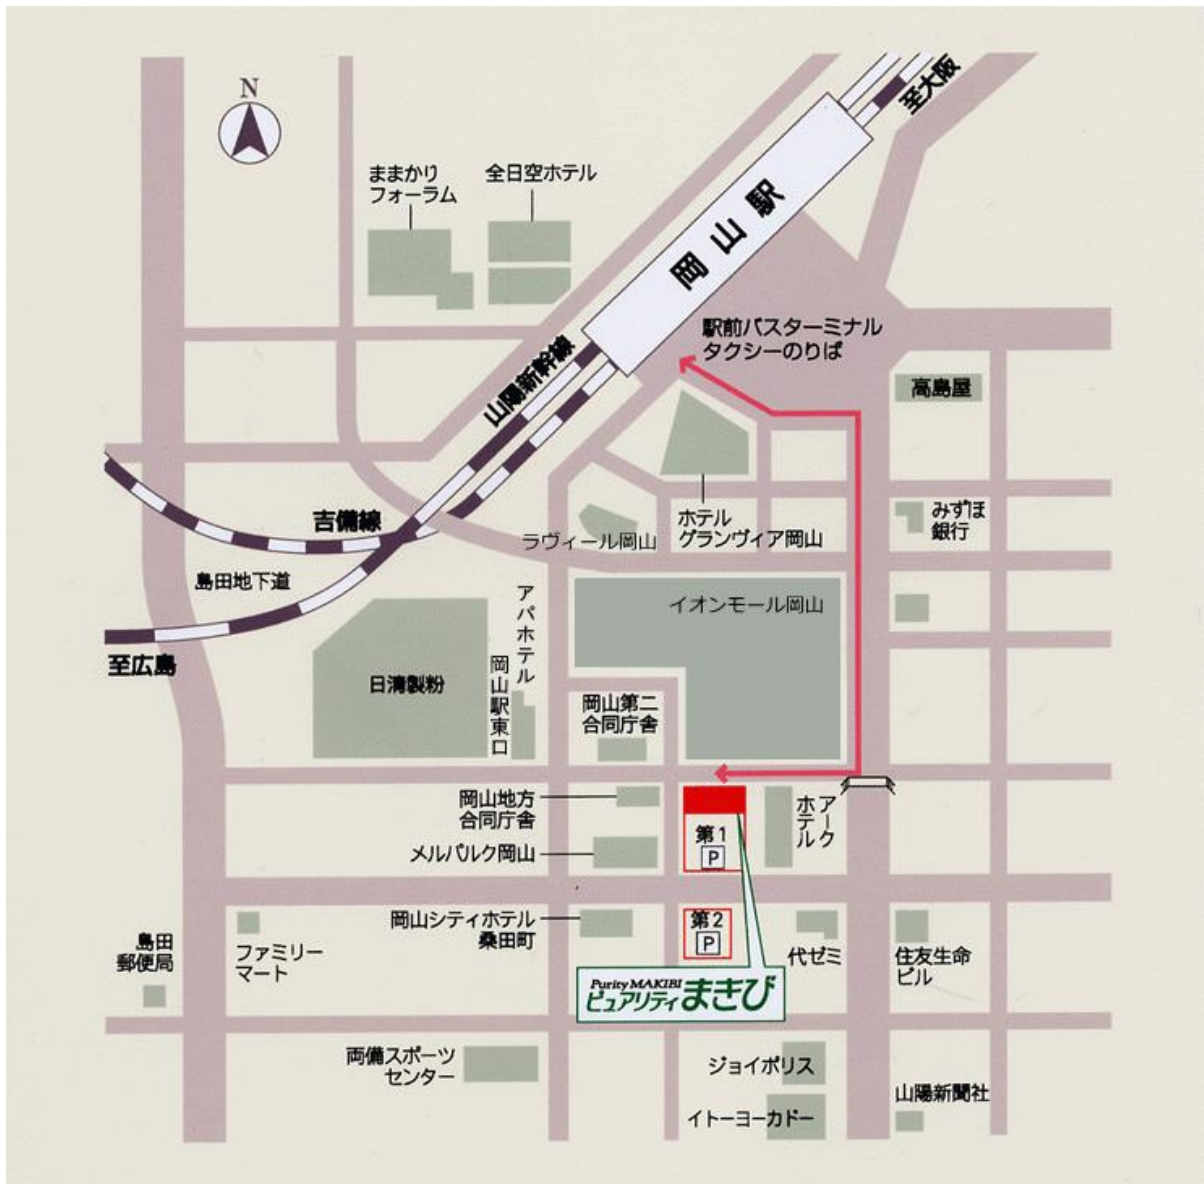 N
至大阪
ままかり
フォーラム
全日空ホテル
岡山駅
駅前バスターミナル
タクシーのりば
山陽新幹線
高島屋
吉備線
ラヴィール岡山
ホテル
グランヴィア岡山
みずほ
銀行
島田地下道
アパホテル
岡山駅東口
イオンモール岡山
至広島
日清製粉
岡山第二
合同庁舎
岡山地方
合同庁舎
第1
P
アーク
ホテル
メルパルク岡山
岡山シティホテル
桑田町
第2
P
島田
郵便局
ファミリー
マート
代ゼミ
住友生命
ビル
Purity MAKIBI
ピュアリティまきび
両備スポーツ
センター
ジョイポリス
イトーヨーカドー
山陽新聞社